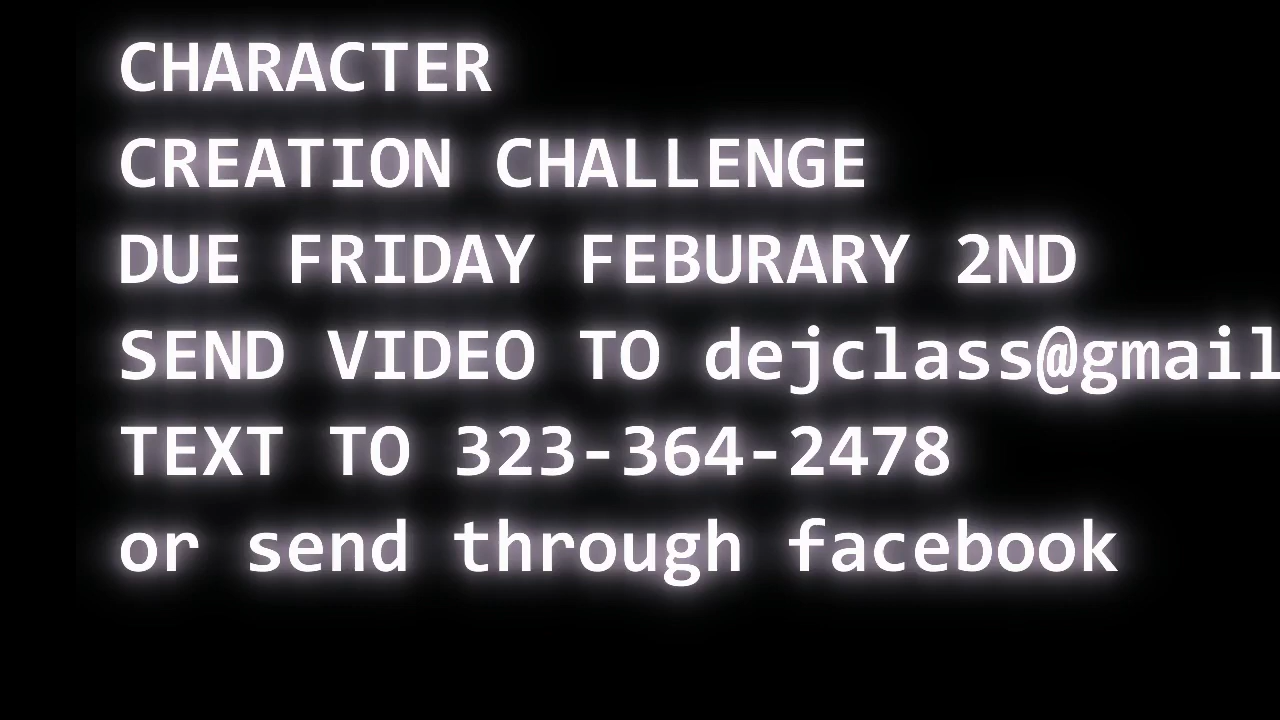 CHARACTER
CREATION CHALLENGE
DUE FRIDAY FEBURARY 2ND
SEND VIDEO TO dejclass@gmail
TEXT TO 323-364-2478
or send through facebook